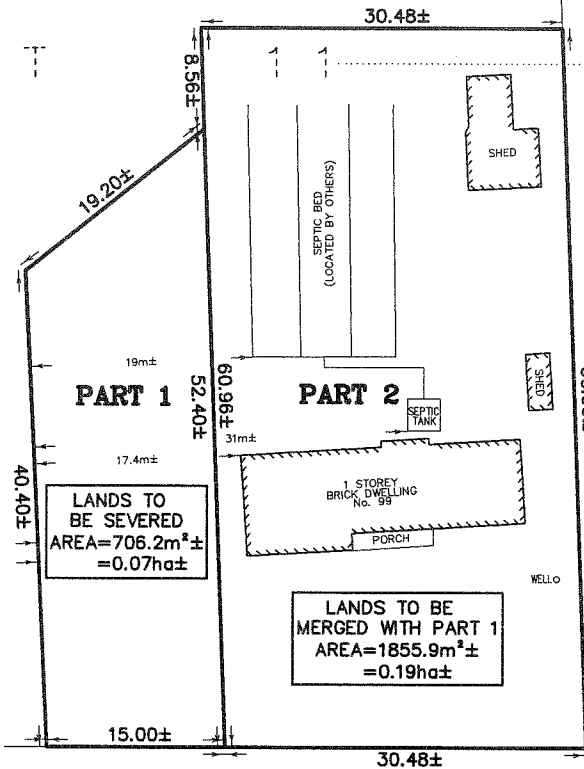 30.48±
8.56±
SHED
19.20±
SEPTIC BED
(LOCATED BY OTHERS)
19m±
60.96±
SHED
PART 1
52.40±
PART 2
SEPTIC
TANK
31m±
17.4m±
40.40±
1 STOREY
BRICK DWELLING
No. 99
LANDS TO
BE SEVERED
AREA=706.2m²±
=0.07ha±
PORCH
WELL
LANDS TO BE
MERGED WITH PART 1
AREA=1855.9m²±
=0.19ha±
15.00±
30.48±